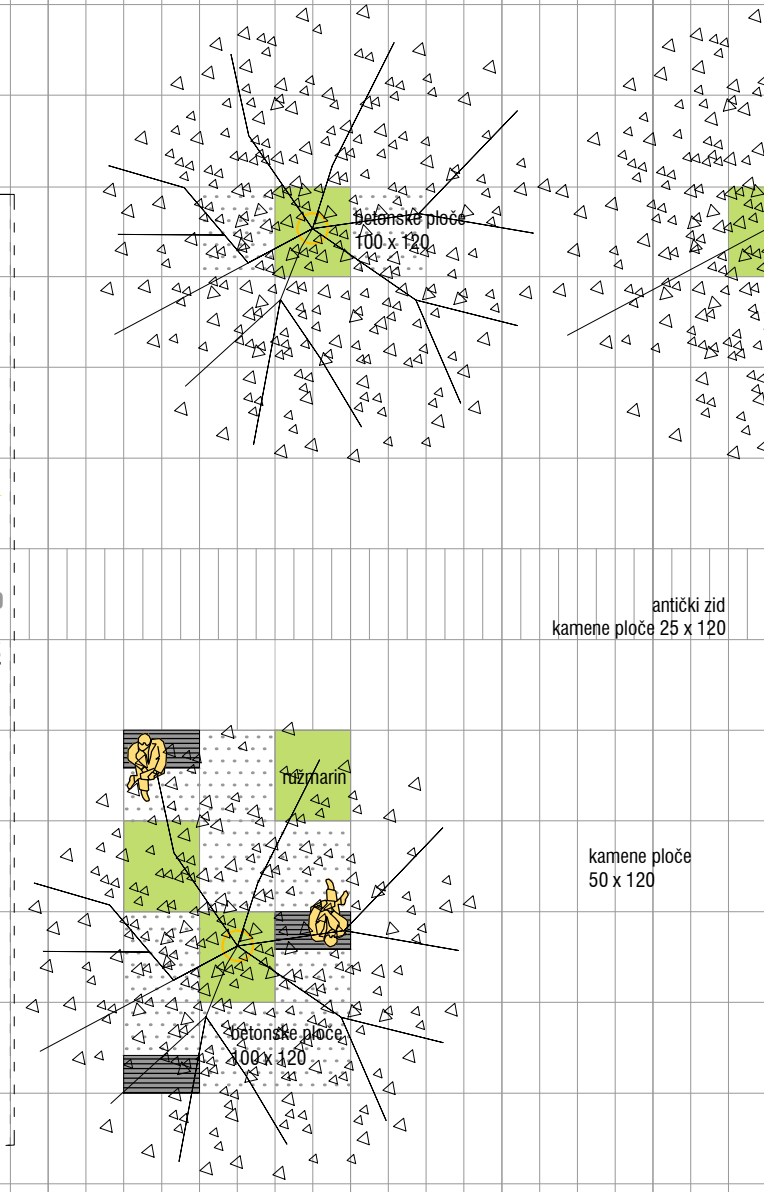 betonske ploče
100 x 120
antički zid
kamene ploče 25 x 120
ružmarin
kamene ploče
50 x 120
betonske ploče
100 x 120